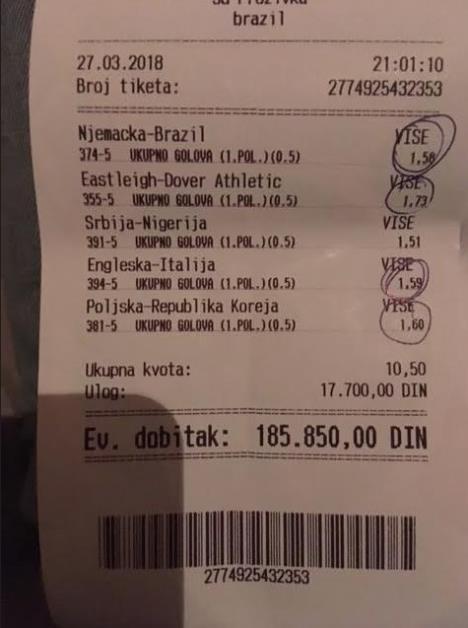 brazil
27.03.2018 21:01:10
Broj tiketa: 2774925432353
Njemacka-Brazil VISE
374-5 UKUPNO GOLOVA (1.POL.)(0.5) 1,58
Eastleigh-Dover Athletic VISE
355-5 UKUPNO GOLOVA (1.POL.)(0.5) 1,73
Srbija-Nigerija VISE
391-5 UKUPNO GOLOVA (1.POL.)(0.5) 1,51
Engleska-Italija VISE
394-5 UKUPNO GOLOVA (1.POL.)(0.5) 1,59
Poljska-Republika Koreja VISE
381-5 UKUPNO GOLOVA (1.POL.)(0.5) 1,60
Ukupna kvota: 10,50
Ulog: 17.700,00 DIN
Ev. dobitak: 185.850,00 DIN
2774925432353